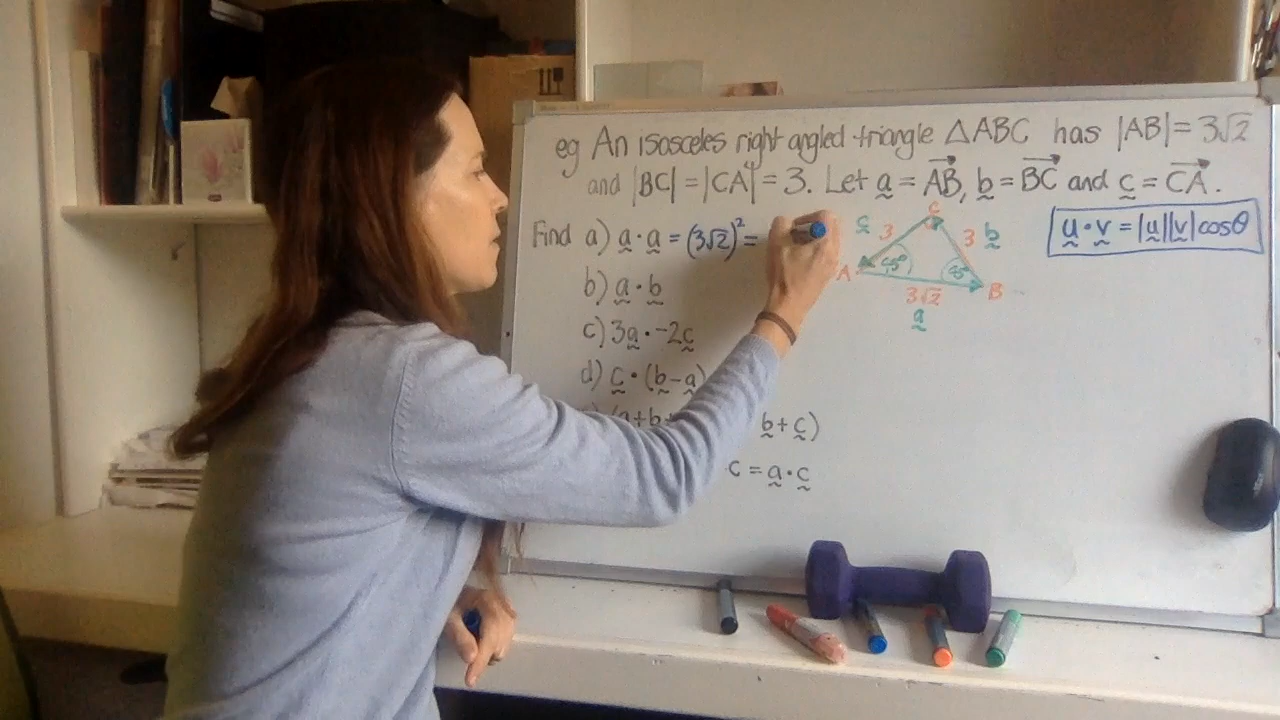 eg An isosceles right angled triangle △ABC has |AB| = 3√2
and |BC| = |CA| = 3. Let a = AB, b = BC and c = CA.
Find a) a · a = (3√2)² =
b) a · b
c) 3a · -2c
d) c · (b - a)
(a + b + b + c)
c = a · c
u · v = |u||v| cosθ
C
c 3 3 b
45° 45°
A B
3√2
a